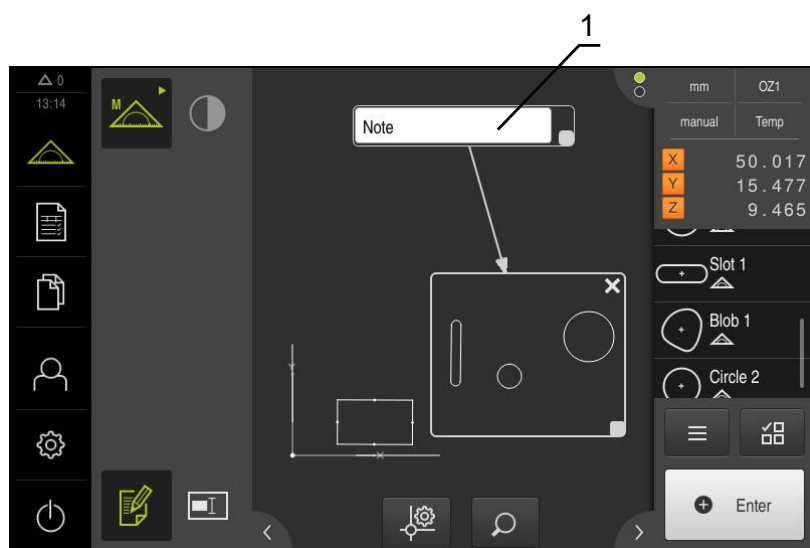 1
0
13:14
M
Note
mm
OZ1
manual
Temp
X 50.017
Y 15.477
Z 9.465
Slot 1
Blob 1
Circle 2
Y
X
Enter